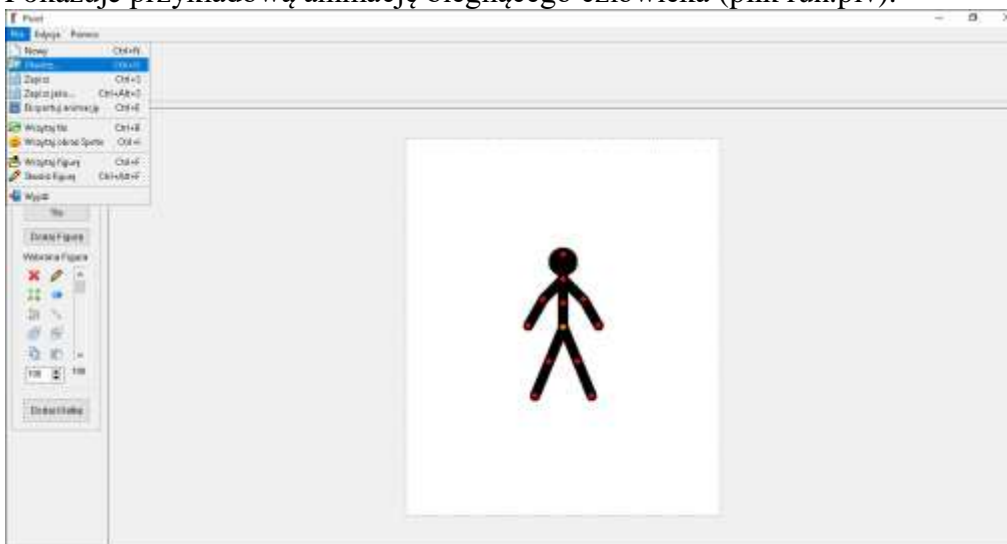 Pokazuje przykładową animację biegnącego człowieka (plik run.piv).
Pivot
Plik Edycja Pomoc
Nowy Ctrl+N
Otwórz... Ctrl+O
Zapisz Ctrl+S
Zapisz jako... Ctrl+Alt+S
Eksportuj animację Ctrl+E
Wczytaj tło Ctrl+B
Wczytaj obraz Sprite
Wczytaj figurę Ctrl+F
Stwórz Figurę Ctrl+Alt+F
Wyjdź
Tło
Dodaj Figurę
Wybrana Figura
100
100
Dodaj Klatkę